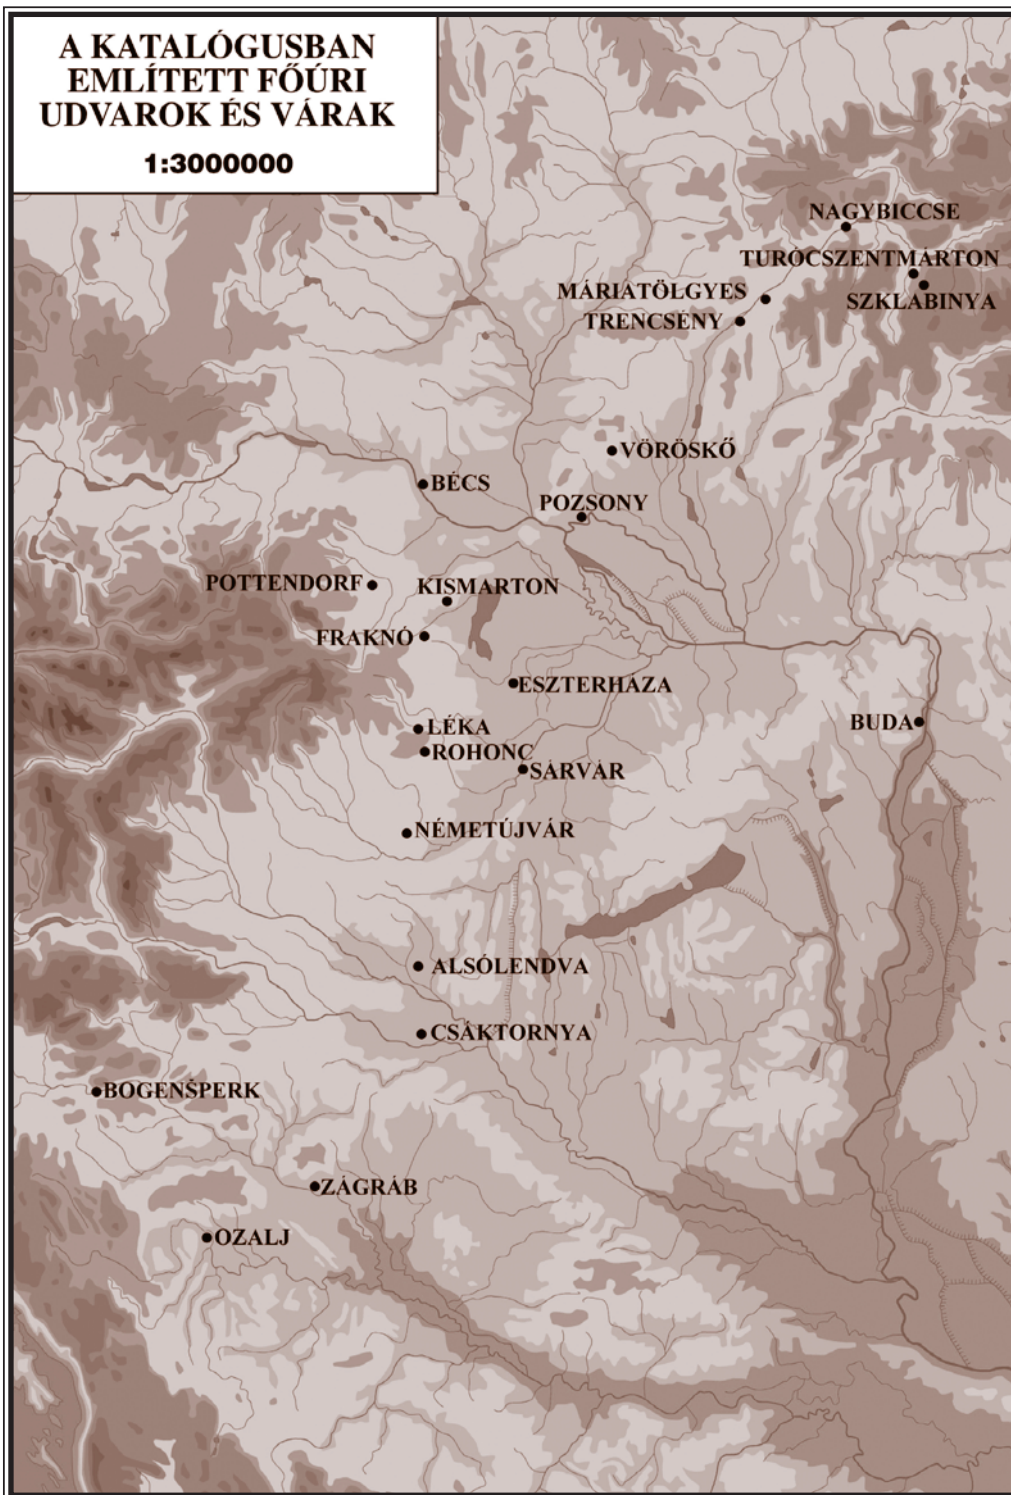 A KATALÓGUSBAN
EMLÍTETT FŐÚRI
UDVAROK ÉS VÁRAK
1:3000000
NAGYBICCSE
TURÓCSZENTMÁRTON
MÁRIATÖLGYES
SZKLABINYA
TRENCSÉNY
VÖRÖSKŐ
BÉCS
POZSONY
POTTENDORF
KISMARTON
FRAKNÓ
ESZTERHÁZA
BUDA
LÉKA
ROHONC
SÁRVÁR
NÉMETÚJVÁR
ALSÓLENDVA
CSÁKTORNYA
BOGENŠPERK
ZÁGRÁB
OZALJ